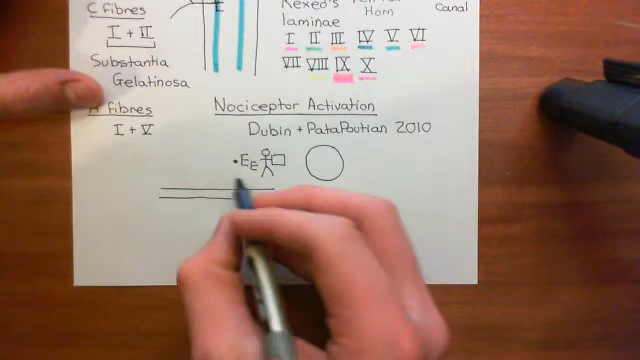 C fibres
I + II
Substantia
Gelatinosa
fibres
I + V
Rexed's
laminae
Horn
Canal
I II III IV V VI
VII VIII IX X
Nociceptor Activation
Dubin + Patapoutian 2010
E E